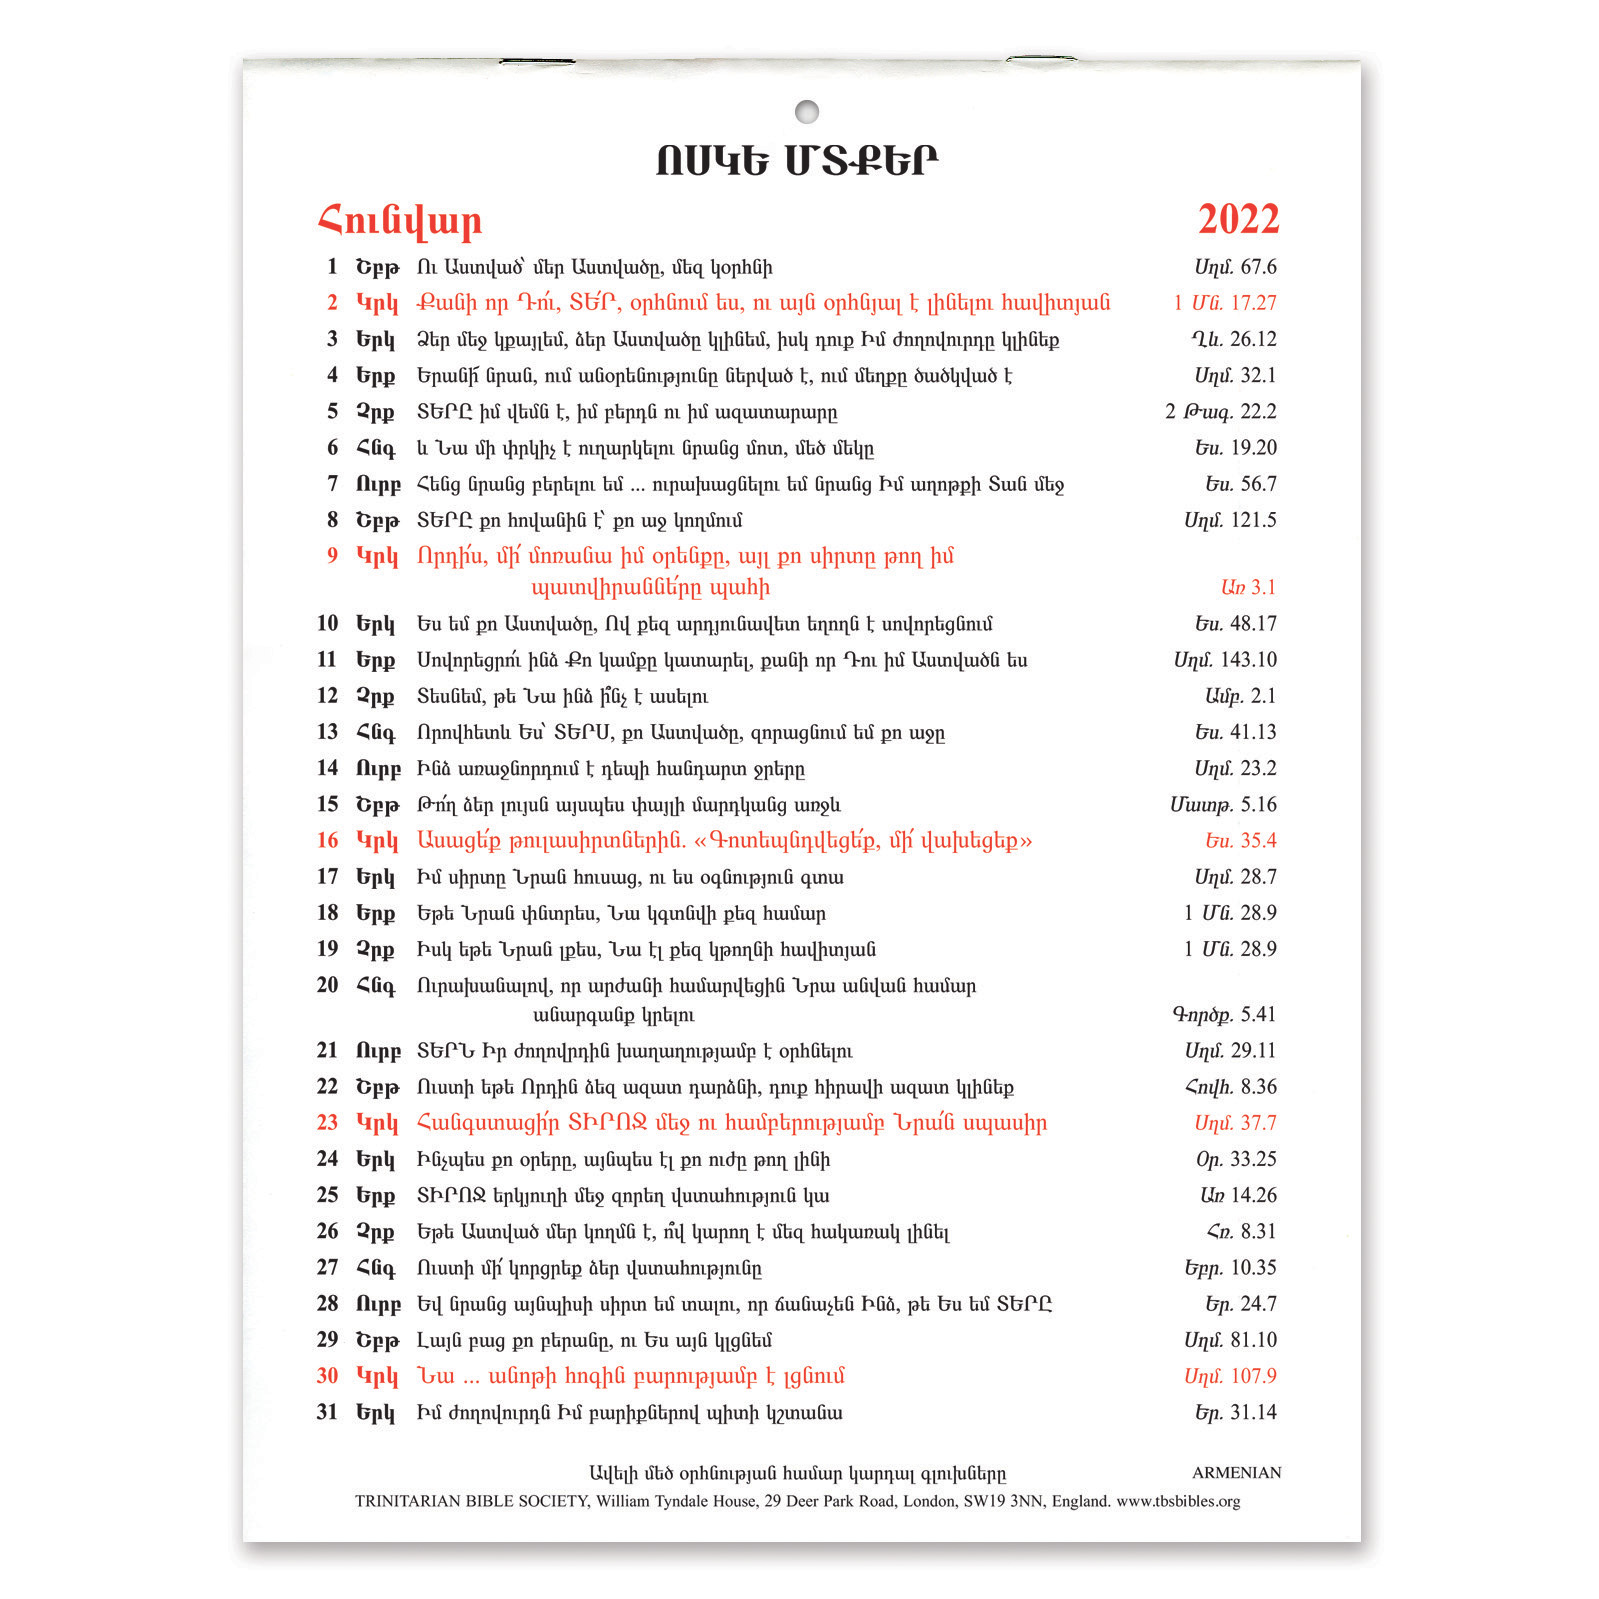 ՈՍԿԵ ՄՏՔԵՐ
Հունվար 2022
1 Շբթ Ու Աստված՝ մեր Աստվածը, մեզ կօրհնի Սղմ. 67.6
2 Կրկ Քանի որ Դո՛ւ, ՏԵ՛Ր, օրհնում ես, ու այն օրհնյալ է լինելու հավիտյան 1 Մն. 17.27
3 Երկ Ձեր մեջ կքայլեմ, ձեր Աստվածը կլինեմ, իսկ դուք Իմ ժողովուրդը կլինեք Ղև. 26.12
4 Երք Երանի՜ նրան, ում անօրենությունը ներված է, ում մեղքը ծածկված է Սղմ. 32.1
5 Չրք ՏԵՐԸ իմ վեմն է, իմ բերդն ու իմ ազատարարը 2 Թագ. 22.2
6 Հնգ և Նա մի փրկիչ է ուղարկելու նրանց մոտ, մեծ մեկը Ես. 19.20
7 Ուրբ Հենց նրանց բերելու եմ ... ուրախացնելու եմ նրանց Իմ աղոթքի Տան մեջ Ես. 56.7
8 Շբթ ՏԵՐԸ քո հովանին է՝ քո աջ կողմում Սղմ. 121.5
9 Կրկ Որդի՛ս, մի՛ մոռանա իմ օրենքը, այլ քո սիրտը թող իմ
պատվիրաննե՛րը պահի Առ 3.1
10 Երկ Ես եմ քո Աստվածը, Ով քեզ արդյունավետ եղողն է սովորեցնում Ես. 48.17
11 Երք Սովորեցրո՛ւ ինձ Քո կամքը կատարել, քանի որ Դու իմ Աստվածն ես Սղմ. 143.10
12 Չրք Տեսնեմ, թե Նա ինձ ի՞նչ է ասելու Ամբ. 2.1
13 Հնգ Որովհետև Ես՝ ՏԵՐՍ, քո Աստվածը, զորացնում եմ քո աջը Ես. 41.13
14 Ուրբ Ինձ առաջնորդում է դեպի հանդարտ ջրերը Սղմ. 23.2
15 Շբթ Թո՛ղ ձեր լույսն այսպես փայլի մարդկանց առջև Մատթ. 5.16
16 Կրկ Ասացե՛ք թուլասիրտներին. «Գոտեպնդվեցե՛ք, մի՛ վախեցեք» Ես. 35.4
17 Երկ Իմ սիրտը Նրան հուսաց, ու ես օգնություն գտա Սղմ. 28.7
18 Երք Եթե Նրան փնտրես, Նա կգտնվի քեզ համար 1 Մն. 28.9
19 Չրք Իսկ եթե Նրան լքես, Նա էլ քեզ կթողնի հավիտյան 1 Մն. 28.9
20 Հնգ Ուրախանալով, որ արժանի համարվեցին Նրա անվան համար
անարգանք կրելու Գործք. 5.41
21 Ուրբ ՏԵՐՆ Իր ժողովրդին խաղաղությամբ է օրհնելու Սղմ. 29.11
22 Շբթ Ուստի եթե Որդին ձեզ ազատ դարձնի, դուք հիրավի ազատ կլինեք Հովհ. 8.36
23 Կրկ Հանգստացի՛ր ՏԻՐՈՋ մեջ ու համբերությամբ Նրա՛ն սպասիր Սղմ. 37.7
24 Երկ Ինչպես քո օրերը, այնպես էլ քո ուժը թող լինի Օր. 33.25
25 Երք ՏԻՐՈՋ երկյուղի մեջ զորեղ վստահություն կա Առ 14.26
26 Չրք Եթե Աստված մեր կողմն է, ո՞վ կարող է մեզ հակառակ լինել Հռ. 8.31
27 Հնգ Ուստի մի՛ կորցրեք ձեր վստահությունը Եբր. 10.35
28 Ուրբ Եվ նրանց այնպիսի սիրտ եմ տալու, որ ճանաչեն Ինձ, թե Ես եմ ՏԵՐԸ Եր. 24.7
29 Շբթ Լայն բաց քո բերանը, ու Ես այն կլցնեմ Սղմ. 81.10
30 Կրկ Նա ... անոթի հոգին բարությամբ է լցնում Սղմ. 107.9
31 Երկ Իմ ժողովուրդն Իմ բարիքներով պիտի կշտանա Եր. 31.14
Ավելի մեծ օրհնության համար կարդալ գլուխները ARMENIAN
TRINITARIAN BIBLE SOCIETY, William Tyndale House, 29 Deer Park Road, London, SW19 3NN, England. www.tbsbibles.org